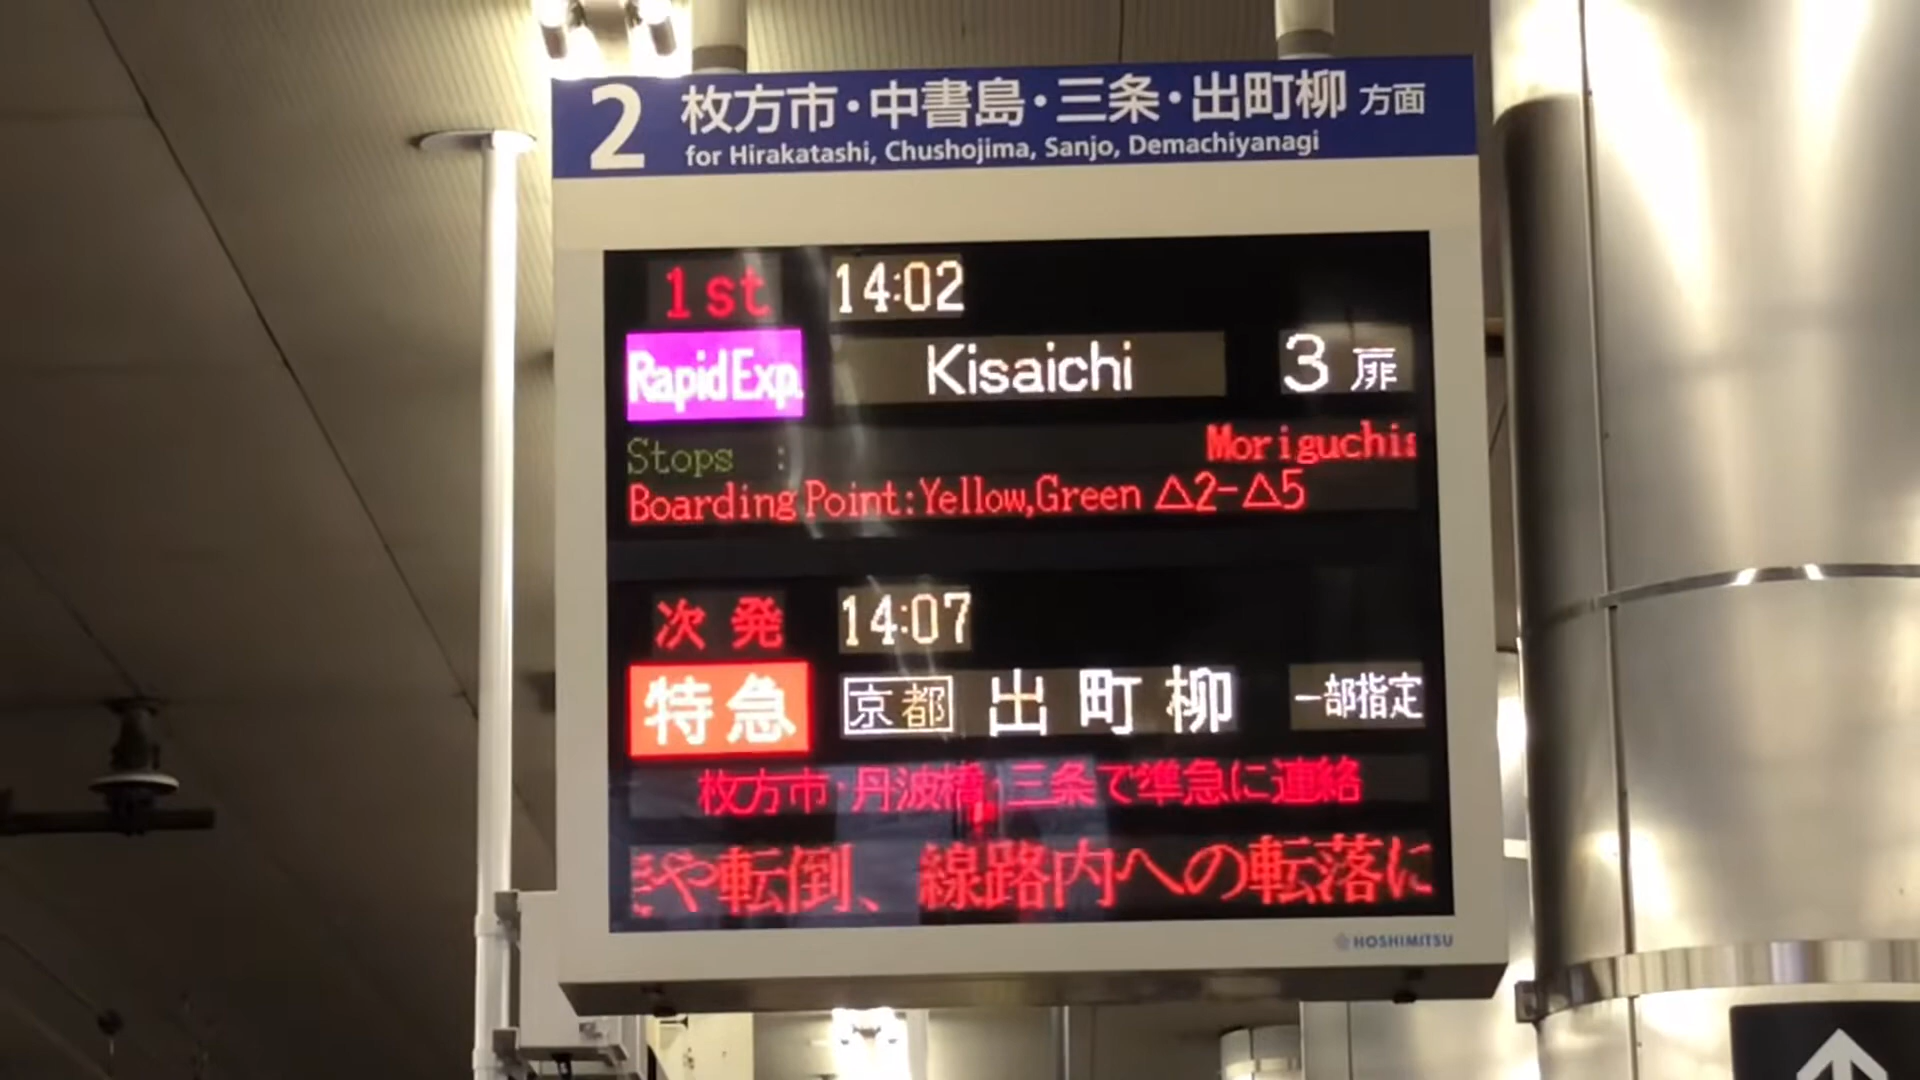 2 枚方市・中書島・三条・出町柳 方面
for Hirakatashi, Chushojima, Sanjo, Demachiyanagi
1st 14:02
Rapid Exp. Kisaichi 3扉
Stops : Moriguchis
Boarding Point:Yellow,Green △2-△5
次発 14:07
特急 京都 出町柳 一部指定
枚方市・丹波橋・三条で準急に連絡
や転倒、線路内への転落に
HOSHIMITSU